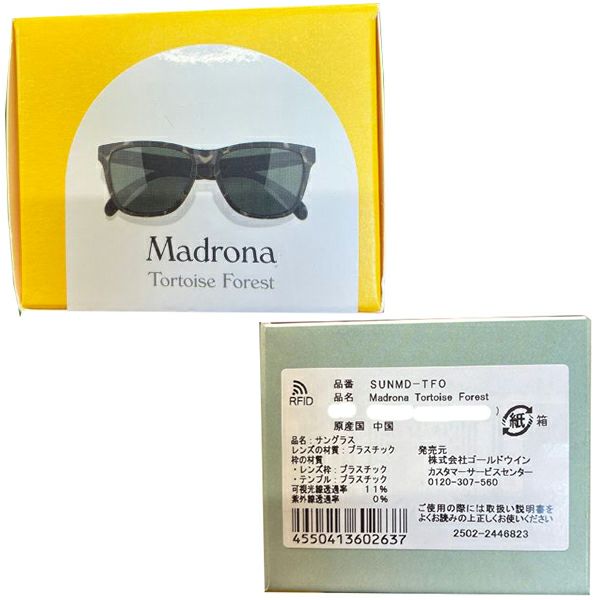 Madrona
Tortoise Forest
RFID
品番 SUNMD-TFO
品名 Madrona Tortoise Forest
)
原産国 中国
紙 箱
品名:サングラス
レンズの材質:プラスチック
枠の材質
・レンズ枠:プラスチック
・テンプル:プラスチック
可視光線透過率 11%
紫外線透過率 0%
発売元
株式会社ゴールドウイン
カスタマーサービスセンター
0120-307-560
ご使用の際には取扱い説明書を
よくお読みの上正しくお使いください
4550413602637
2502-2446823